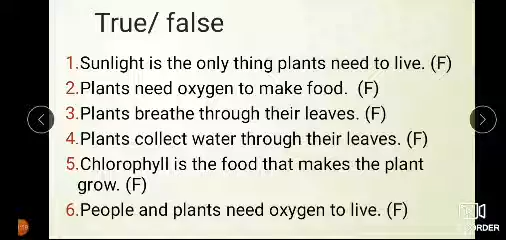 True/ false
1.Sunlight is the only thing plants need to live. (F)
2.Plants need oxygen to make food. (F)
3.Plants breathe through their leaves. (F)
4.Plants collect water through their leaves. (F)
5.Chlorophyll is the food that makes the plant
grow. (F)
6.People and plants need oxygen to live. (F)
ORDER